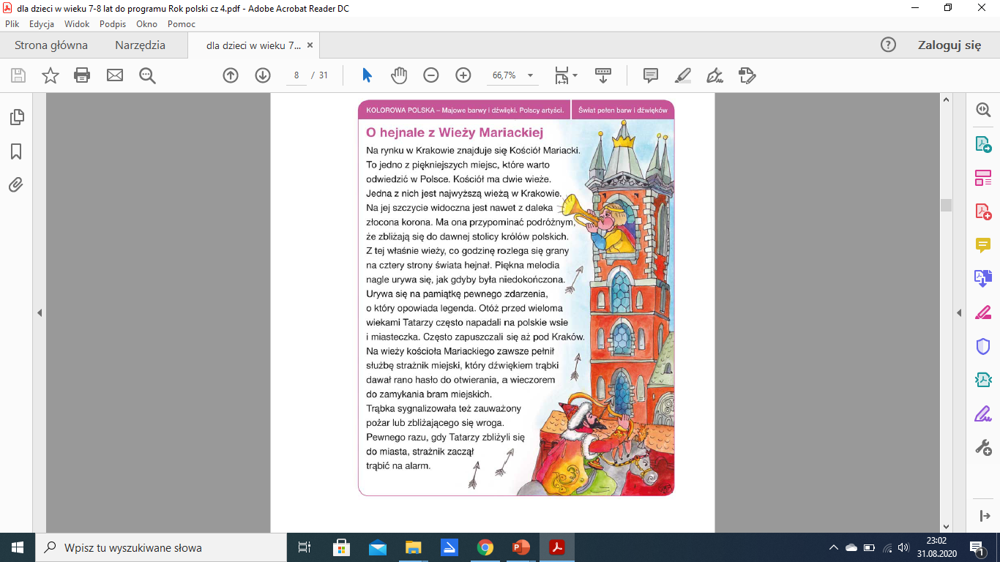 dla dzieci w wieku 7-8 lat do programu Rok polski cz 4.pdf - Adobe Acrobat Reader DC
Plik Edycja Widok Podpis Okno Pomoc
Strona główna Narzędzia dla dzieci w wieku 7... × Zaloguj się
8 / 31 66,7%
KOLOROWA POLSKA – Majowe barwy i dźwięki. Polscy artyści. Świat pełen barw i dźwięków
O hejnale z Wieży Mariackiej
Na rynku w Krakowie znajduje się Kościół Mariacki.
To jedno z piękniejszych miejsc, które warto
odwiedzić w Polsce. Kościół ma dwie wieże.
Jedna z nich jest najwyższą wieżą w Krakowie.
Na jej szczycie widoczna jest nawet z daleka
złocona korona. Ma ona przypominać podróżnym,
że zbliżają się do dawnej stolicy królów polskich.
Z tej właśnie wieży, co godzinę rozlega się grany
na cztery strony świata hejnał. Piękna melodia
nagle urywa się, jak gdyby była niedokończona.
Urywa się na pamiątkę pewnego zdarzenia,
o który opowiada legenda. Otóż przed wieloma
wiekami Tatarzy często napadali na polskie wsie
i miasteczka. Często zapuszczali się aż pod Kraków.
Na wieży kościoła Mariackiego zawsze pełnił
służbę strażnik miejski, który dźwiękiem trąbki
dawał rano hasło do otwierania, a wieczorem
do zamykania bram miejskich.
Trąbka sygnalizowała też zauważony
pożar lub zbliżającego się wroga.
Pewnego razu, gdy Tatarzy zbliżyli się
do miasta, strażnik zaczął
trąbić na alarm.
Wpisz tu wyszukiwane słowa
23:02
31.08.2020
1